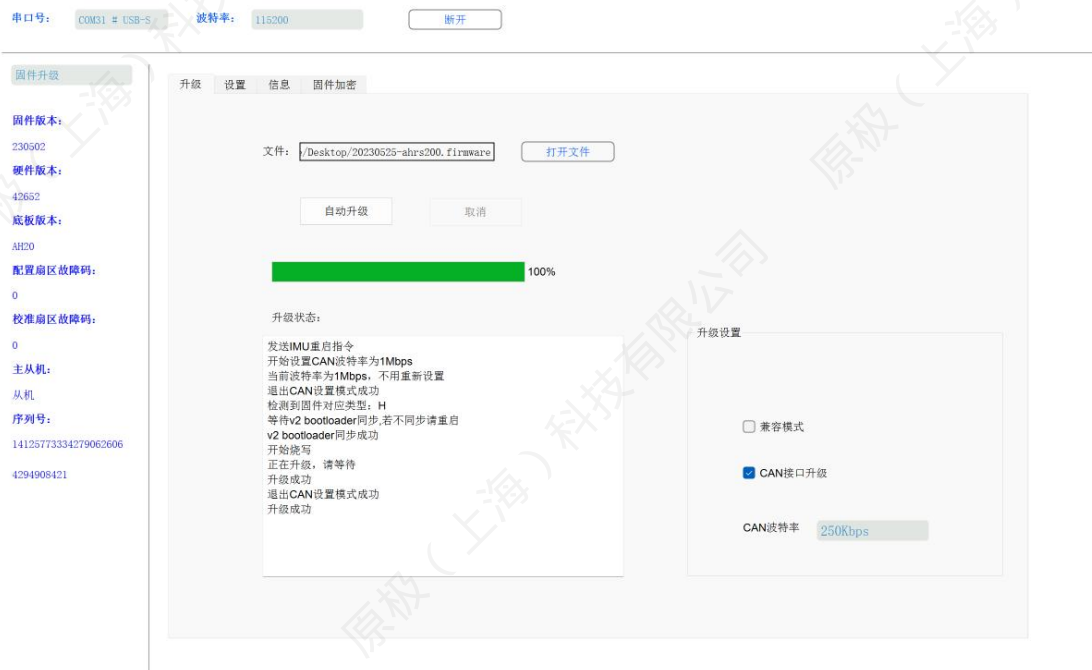 串口号： COM31 # USB-S 波特率： 115200 断开
固件升级
升级 设置 信息 固件加密
固件版本：
230502
硬件版本：
42652
底板版本：
AH20
配置扇区故障码：
0
校准扇区故障码：
0
主从机：
从机
序列号：
14125773334279062606
4294908421
文件： /Desktop/20230525-ahrs200.firmware 打开文件
自动升级 取消
100%
升级状态：
发送IMU重启指令
开始设置CAN波特率为1Mbps
当前波特率为1Mbps，不用重新设置
退出CAN设置模式成功
检测到固件对应类型：H
等待v2 bootloader同步,若不同步请重启
v2 bootloader同步成功
开始烧写
正在升级，请等待
升级成功
退出CAN设置模式成功
升级成功
升级设置
兼容模式
CAN接口升级
CAN波特率 250Kbps
原极（上海）科技有限公司